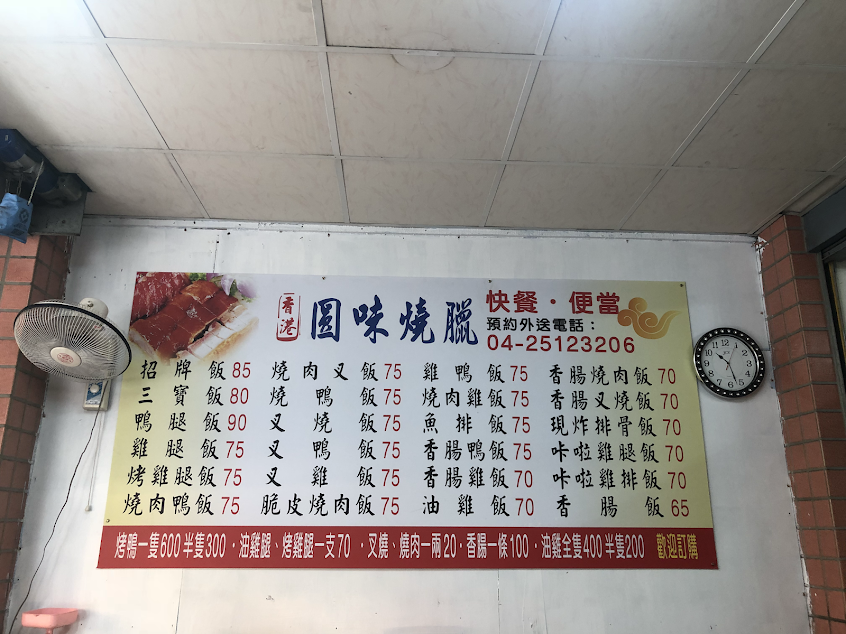 香港 圓味燒臘 快餐·便當
預約外送電話：
04-25123206
招牌飯85 燒肉叉飯75 雞鴨飯75 香腸燒肉飯70
三寶飯80 燒鴨飯75 燒肉雞飯75 香腸叉燒飯70
鴨腿飯90 叉燒飯75 魚排飯75 現炸排骨飯70
雞腿飯75 叉鴨飯75 香腸鴨飯75 咔啦雞腿飯70
烤雞腿飯75 叉雞飯75 香腸雞飯70 咔啦雞排飯70
燒肉鴨飯75 脆皮燒肉飯75 油雞飯70 香腸飯65
烤鴨一隻600半隻300·油雞腿、烤雞腿一支70·叉燒、燒肉一兩20·香腸一條100·油雞全隻400半隻200 歡迎訂購